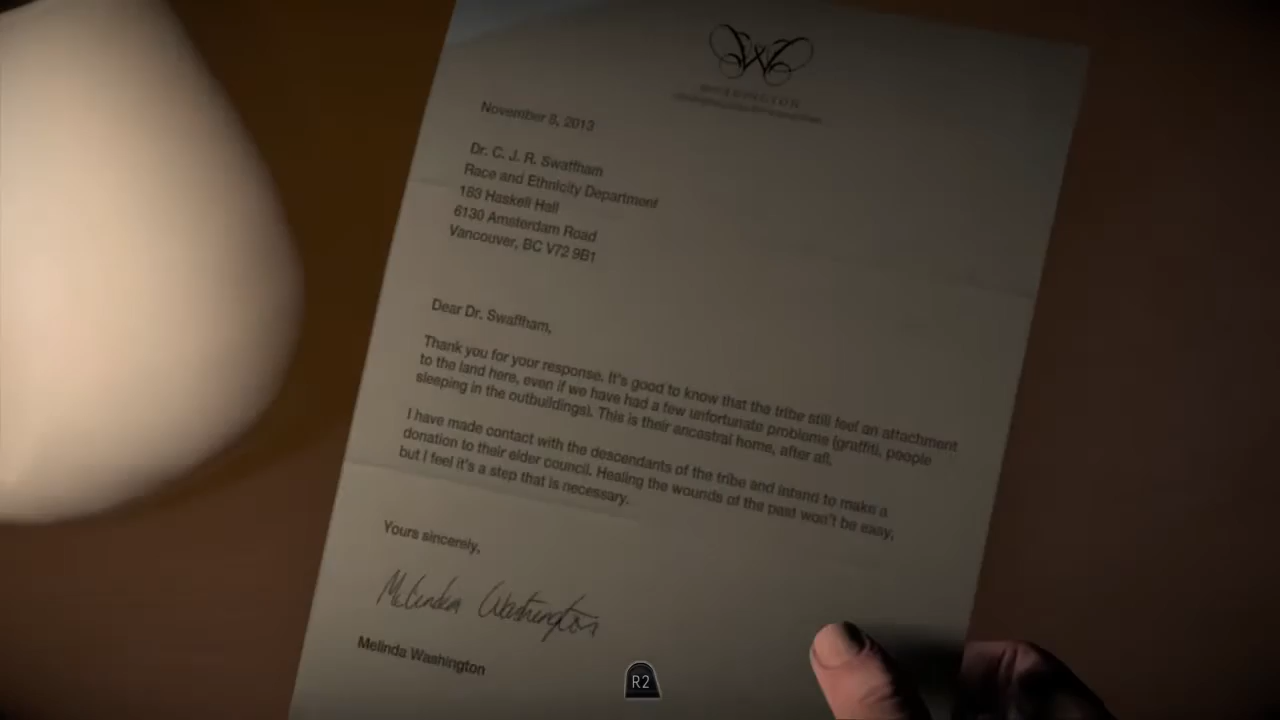 W
WASHINGTON
November 8, 2013
Dr. C. J. R. Swaffham
Race and Ethnicity Department
183 Haskell Hall
6130 Amsterdam Road
Vancouver, BC V72 9B1
Dear Dr. Swaffham,
Thank you for your response. It's good to know that the tribe still feel an attachment
to the land here, even if we have had a few unfortunate problems (graffiti, people
sleeping in the outbuildings). This is their ancestral home, after all.
I have made contact with the descendants of the tribe and intend to make a
donation to their elder council. Healing the wounds of the past won't be easy,
but I feel it's a step that is necessary.
Yours sincerely,
Melinda Washington
Melinda Washington
R2